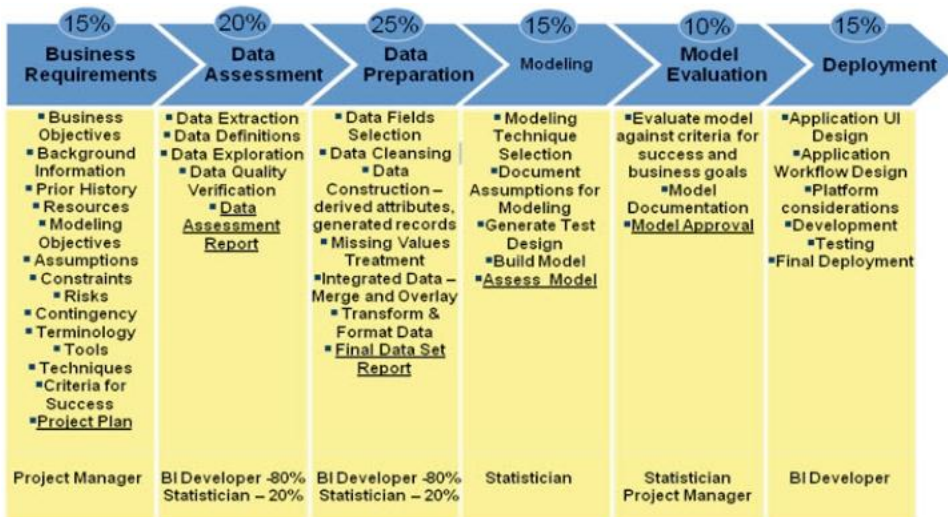 15%
Business
Requirements
20%
Data
Assessment
25%
Data
Preparation
15%
Modeling
10%
Model
Evaluation
15%
Deployment
▪Business
Objectives
▪Background
Information
▪Prior History
▪Resources
▪Modeling
Objectives
▪Assumptions
▪Constraints
▪Risks
▪Contingency
▪Terminology
▪Tools
▪Techniques
▪Criteria for
Success
▪Project Plan
Project Manager
▪Data Extraction
▪Data Definitions
▪Data Exploration
▪Data Quality
Verification
▪Data
Assessment
Report
BI Developer -80%
Statistician – 20%
▪Data Fields
Selection
▪Data Cleansing
▪Data
Construction –
derived attributes,
generated records
▪Missing Values
Treatment
▪Integrated Data –
Merge and Overlay
▪Transform &
Format Data
▪Final Data Set
Report
BI Developer -80%
Statistician – 20%
▪Modeling
Technique
Selection
▪Document
Assumptions for
Modeling
▪Generate Test
Design
▪Build Model
▪Assess Model
Statistician
▪Evaluate model
against criteria for
success and
business goals
▪Model
Documentation
▪Model Approval
Statistician
Project Manager
▪Application UI
Design
▪Application
Workflow Design
▪Platform
considerations
▪Development
▪Testing
▪Final Deployment
BI Developer